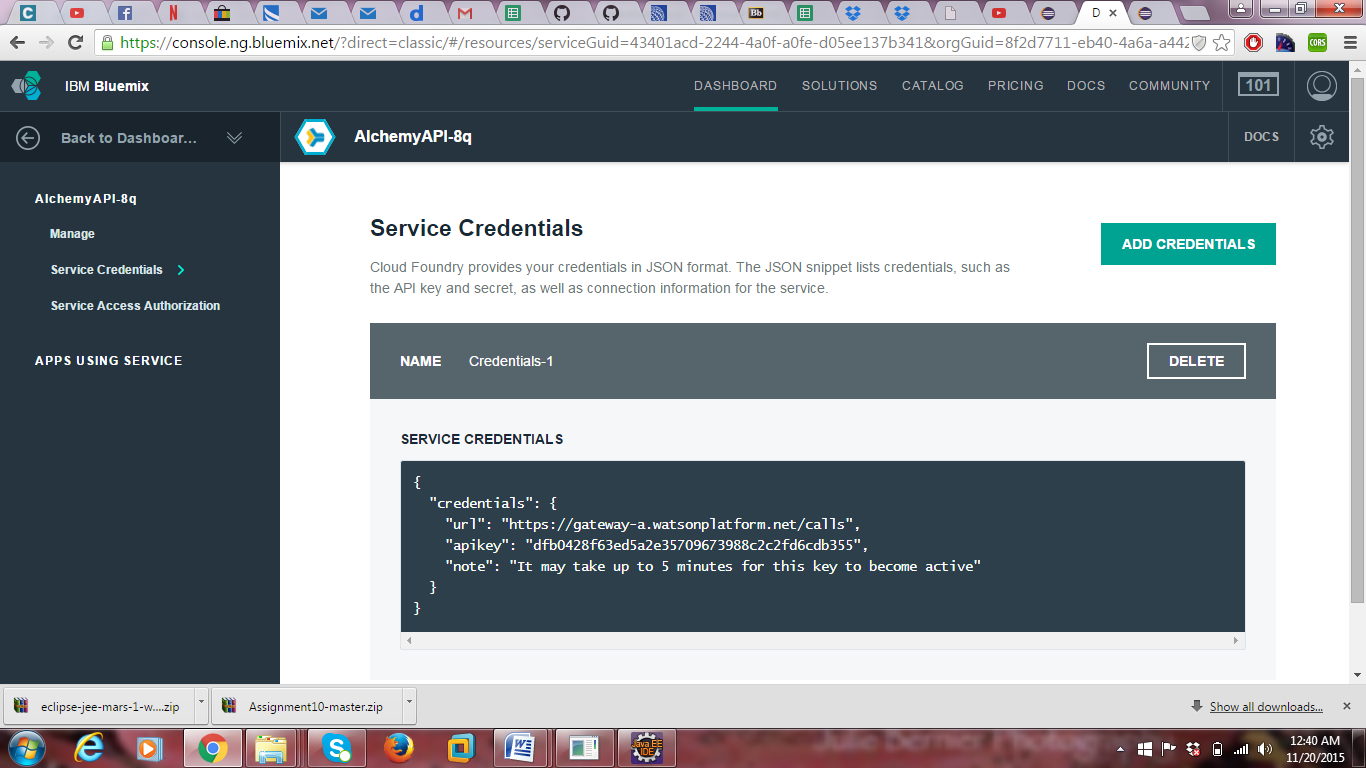 D
https://console.ng.bluemix.net/?direct=classic/#/resources/serviceGuid=43401acd-2244-4a0f-a0fe-d05ee137b341&orgGuid=8f2d7711-eb40-4a6a-a442
CORS
IBM Bluemix
DASHBOARD SOLUTIONS CATALOG PRICING DOCS COMMUNITY 101
Back to Dashboar...
AlchemyAPI-8q
DOCS
AlchemyAPI-8q
Manage
Service Credentials
Service Access Authorization
APPS USING SERVICE
Service Credentials
ADD CREDENTIALS
Cloud Foundry provides your credentials in JSON format. The JSON snippet lists credentials, such as
the API key and secret, as well as connection information for the service.
NAME Credentials-1 DELETE
SERVICE CREDENTIALS
{
"credentials": {
"url": "https://gateway-a.watsonplatform.net/calls",
"apikey": "dfb0428f63ed5a2e35709673988c2c2fd6cdb355",
"note": "It may take up to 5 minutes for this key to become active"
}
}
eclipse-jee-mars-1-w....zip
Assignment10-master.zip
Show all downloads...
Java EE
IDE
12:40 AM
11/20/2015